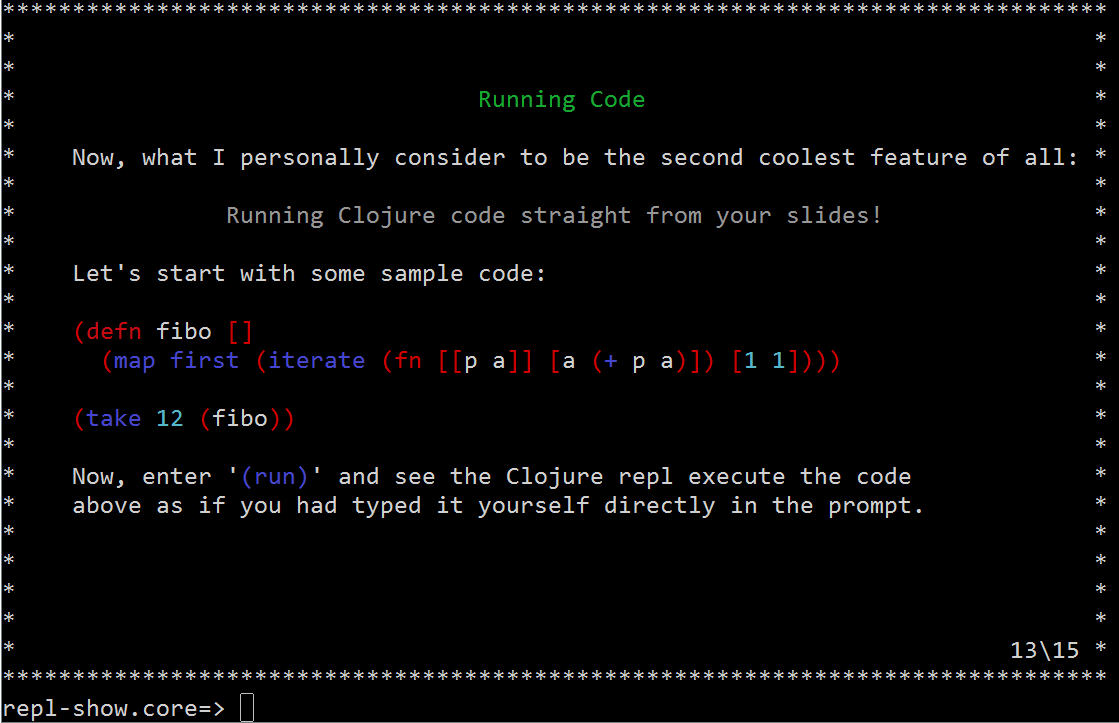 *******************************************************************************
Running Code
Now, what I personally consider to be the second coolest feature of all:
Running Clojure code straight from your slides!
Let's start with some sample code:
(defn fibo []
(map first (iterate (fn [[p a]] [a (+ p a)]) [1 1])))
(take 12 (fibo))
Now, enter '(run)' and see the Clojure repl execute the code
above as if you had typed it yourself directly in the prompt.
13\15
*******************************************************************************
repl-show.core=>